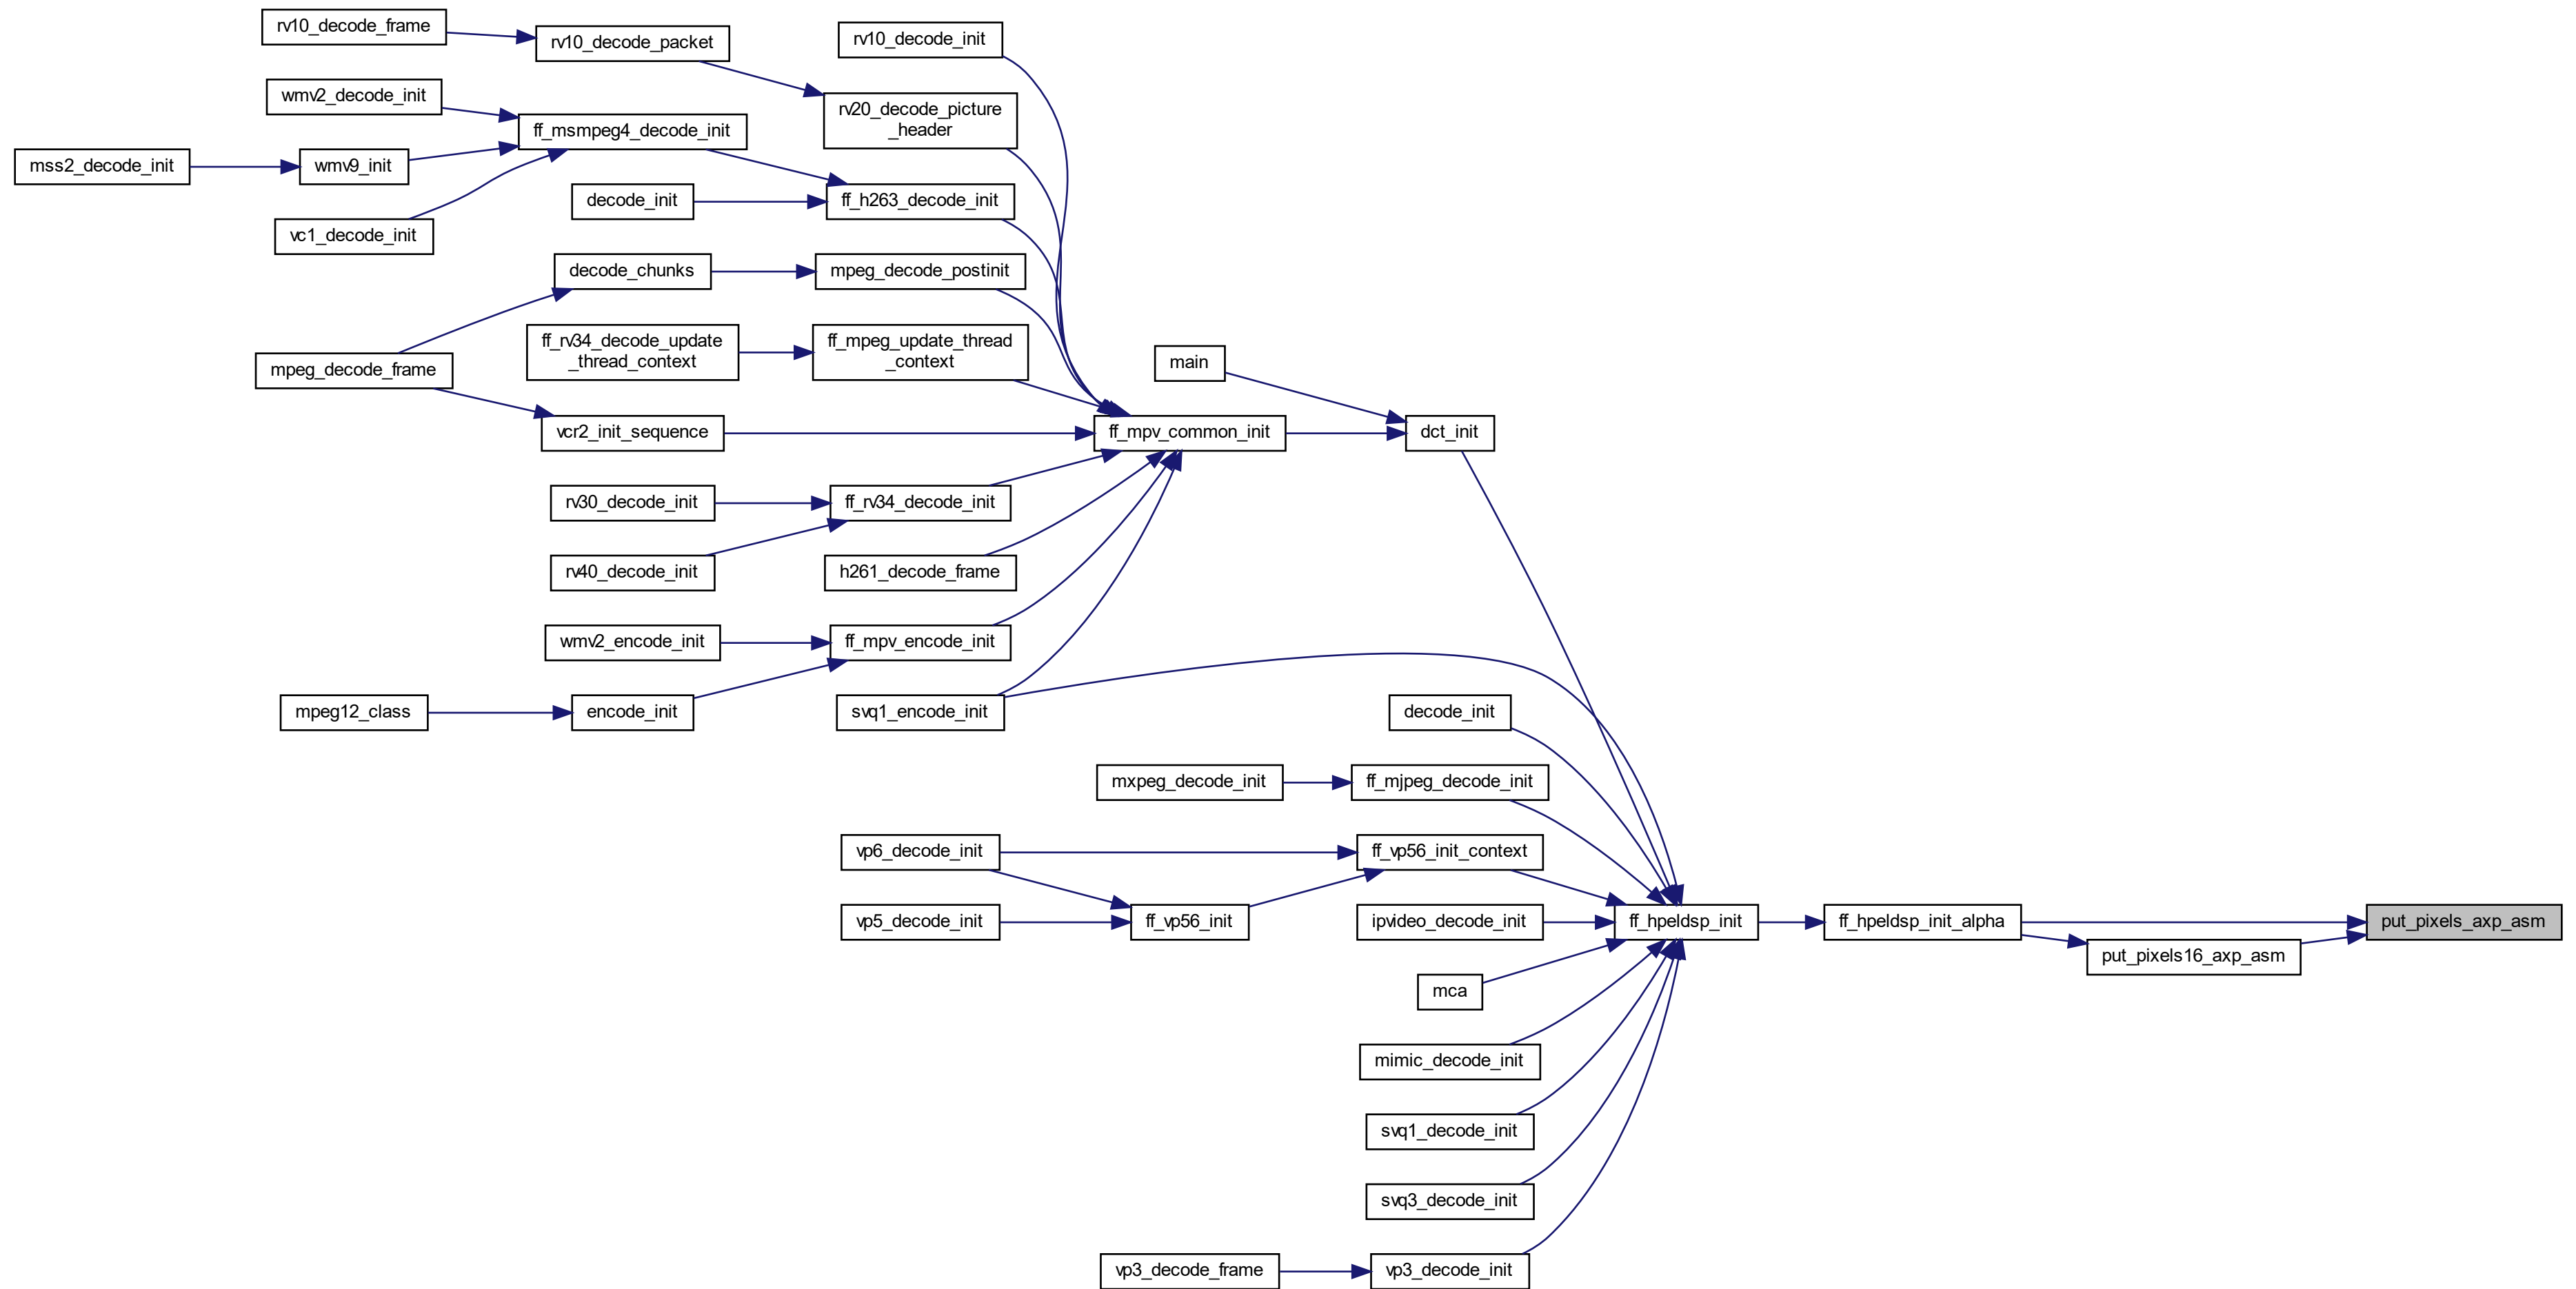 rv10_decode_frame
rv10_decode_packet
rv10_decode_init
wmv2_decode_init
rv20_decode_picture
_header
ff_msmpeg4_decode_init
mss2_decode_init
wmv9_init
decode_init
ff_h263_decode_init
vc1_decode_init
decode_chunks
mpeg_decode_postinit
ff_rv34_decode_update
_thread_context
ff_mpeg_update_thread
_context
main
mpeg_decode_frame
vcr2_init_sequence
ff_mpv_common_init
dct_init
rv30_decode_init
ff_rv34_decode_init
rv40_decode_init
h261_decode_frame
wmv2_encode_init
ff_mpv_encode_init
mpeg12_class
encode_init
svq1_encode_init
decode_init
mxpeg_decode_init
ff_mjpeg_decode_init
vp6_decode_init
ff_vp56_init_context
vp5_decode_init
ff_vp56_init
ipvideo_decode_init
ff_hpeldsp_init
ff_hpeldsp_init_alpha
put_pixels_axp_asm
put_pixels16_axp_asm
mca
mimic_decode_init
svq1_decode_init
svq3_decode_init
vp3_decode_frame
vp3_decode_init